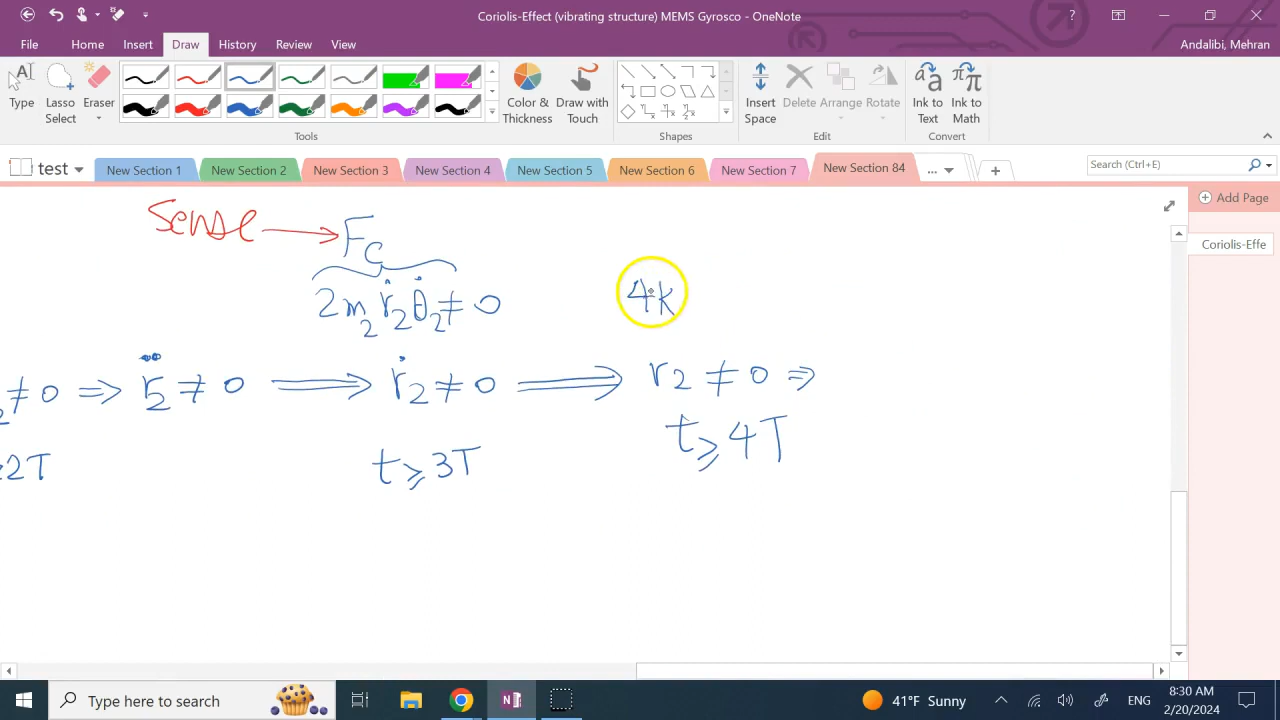 Coriolis-Effect (vibrating structure) MEMS Gyrosco - OneNote
?
File Home Insert Draw History Review View
Andalibi, Mehran
Type
Lasso Select
Eraser
Color & Thickness
Draw with Touch
Insert Space
Delete
Arrange
Rotate
Ink to Text
Ink to Math
Tools
Shapes
Edit
Convert
test
New Section 1
New Section 2
New Section 3
New Section 4
New Section 5
New Section 6
New Section 7
New Section 84
...
Search (Ctrl+E)
Add Page
Coriolis-Effe
Sense → Fc
2m₂ṙ₂θ̇₂≠0
4K
₂≠0 ⇒ r̈₂≠0 ⟹ ṙ₂≠0 ⟹ r₂≠0 ⇒
≥2T
t≥3T
t≥4T
Type here to search
41°F Sunny
ENG
8:30 AM
2/20/2024